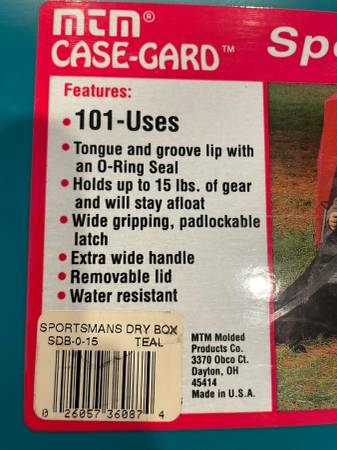 MTM®
CASE-GARD™ Sp
Features:
• 101-Uses
• Tongue and groove lip with
an O-Ring Seal
• Holds up to 15 lbs. of gear
and will stay afloat
• Wide gripping, padlockable
latch
• Extra wide handle
• Removable lid
• Water resistant
SPORTSMANS DRY BOX
SDB-0-15 TEAL
0 26057 36087 4
MTM Molded
Products Co.
3370 Obco Ct.
Dayton, OH
45414
Made in U.S.A.